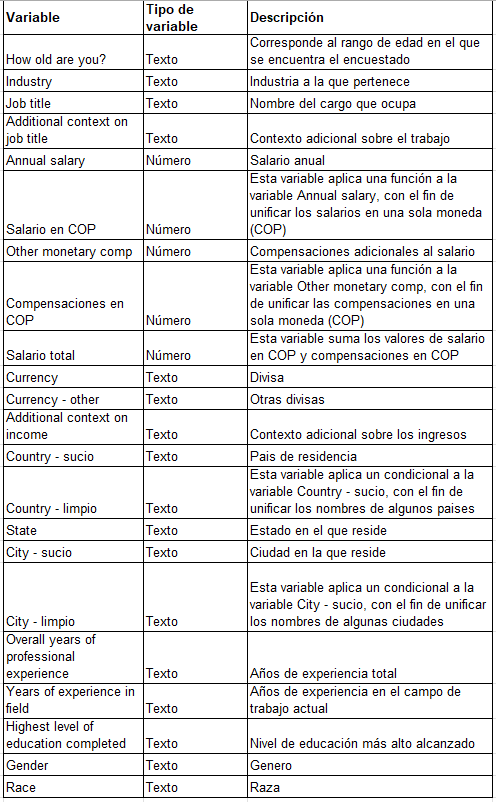 Variable Tipo de variable Descripción
How old are you? Texto Corresponde al rango de edad en el que se encuentra el encuestado
Industry Texto Industria a la que pertenece
Job title Texto Nombre del cargo que ocupa
Additional context on job title Texto Contexto adicional sobre el trabajo
Annual salary Número Salario anual
Salario en COP Número Esta variable aplica una función a la variable Annual salary, con el fin de unificar los salarios en una sola moneda (COP)
Other monetary comp Número Compensaciones adicionales al salario
Compensaciones en COP Número Esta variable aplica una función a la variable Other monetary comp, con el fin de unificar las compensaciones en una sola moneda (COP)
Salario total Número Esta variable suma los valores de salario en COP y compensaciones en COP
Currency Texto Divisa
Currency - other Texto Otras divisas
Additional context on income Texto Contexto adicional sobre los ingresos
Country - sucio Texto Pais de residencia
Country - limpio Texto Esta variable aplica un condicional a la variable Country - sucio, con el fin de unificar los nombres de algunos paises
State Texto Estado en el que reside
City - sucio Texto Ciudad en la que reside
City - limpio Texto Esta variable aplica un condicional a la variable City - sucio, con el fin de unificar los nombres de algunas ciudades
Overall years of professional experience Texto Años de experiencia total
Years of experience in field Texto Años de experiencia en el campo de trabajo actual
Highest level of education completed Texto Nivel de educación más alto alcanzado
Gender Texto Genero
Race Texto Raza